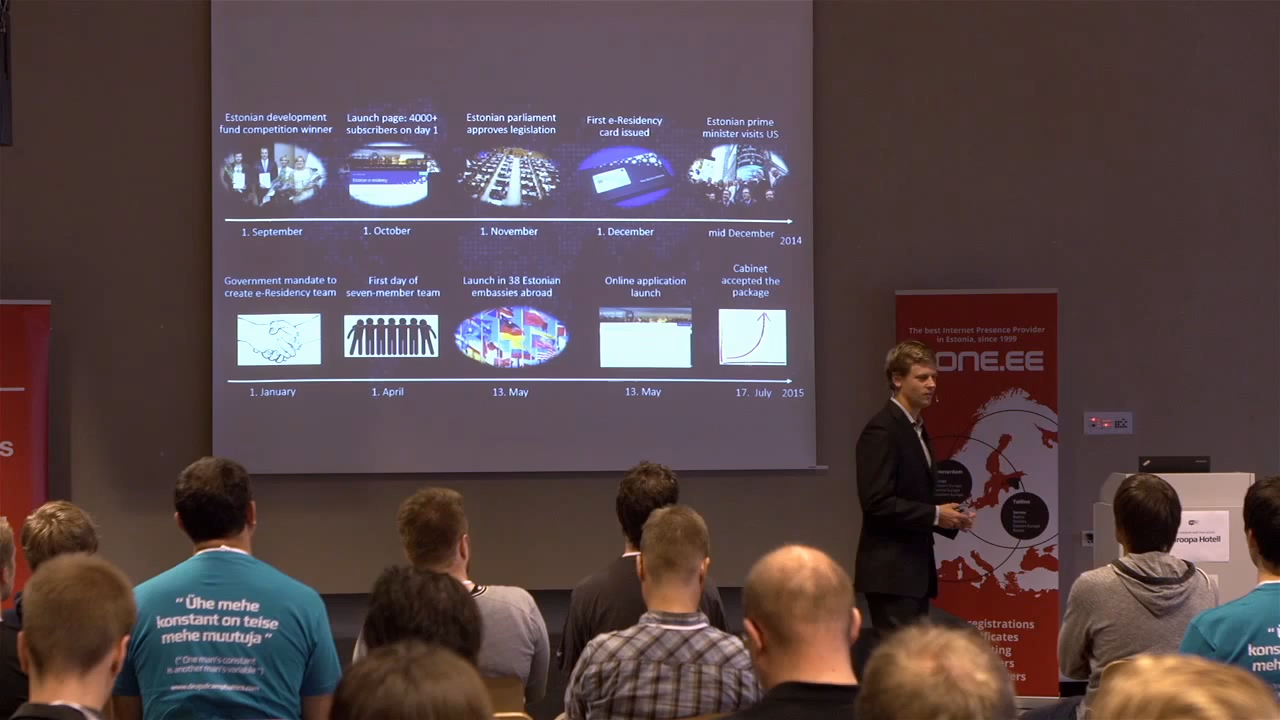 Estonian development
fund competition winner
Launch page: 4000+
subscribers on day 1
Estonian parliament
approves legislation
First e-Residency
card issued
Estonian prime
minister visits US
1. September
1. October
1. November
1. December
mid December
2014
Government mandate to
create e-Residency team
First day of
seven-member team
Launch in 38 Estonian
embassies abroad
Online application
launch
Cabinet
accepted the
package
1. January
1. April
13. May
13. May
17. July
2015
The best Internet Presence Provider
in Estonia, since 1999
ONE.EE
Tallinn
registrations
s
roopa Hotell
" Ühe mehe
konstant on teise
mehe muutuja "
(" One man's constant
is another man's variable ")
" Ü
kons
meh